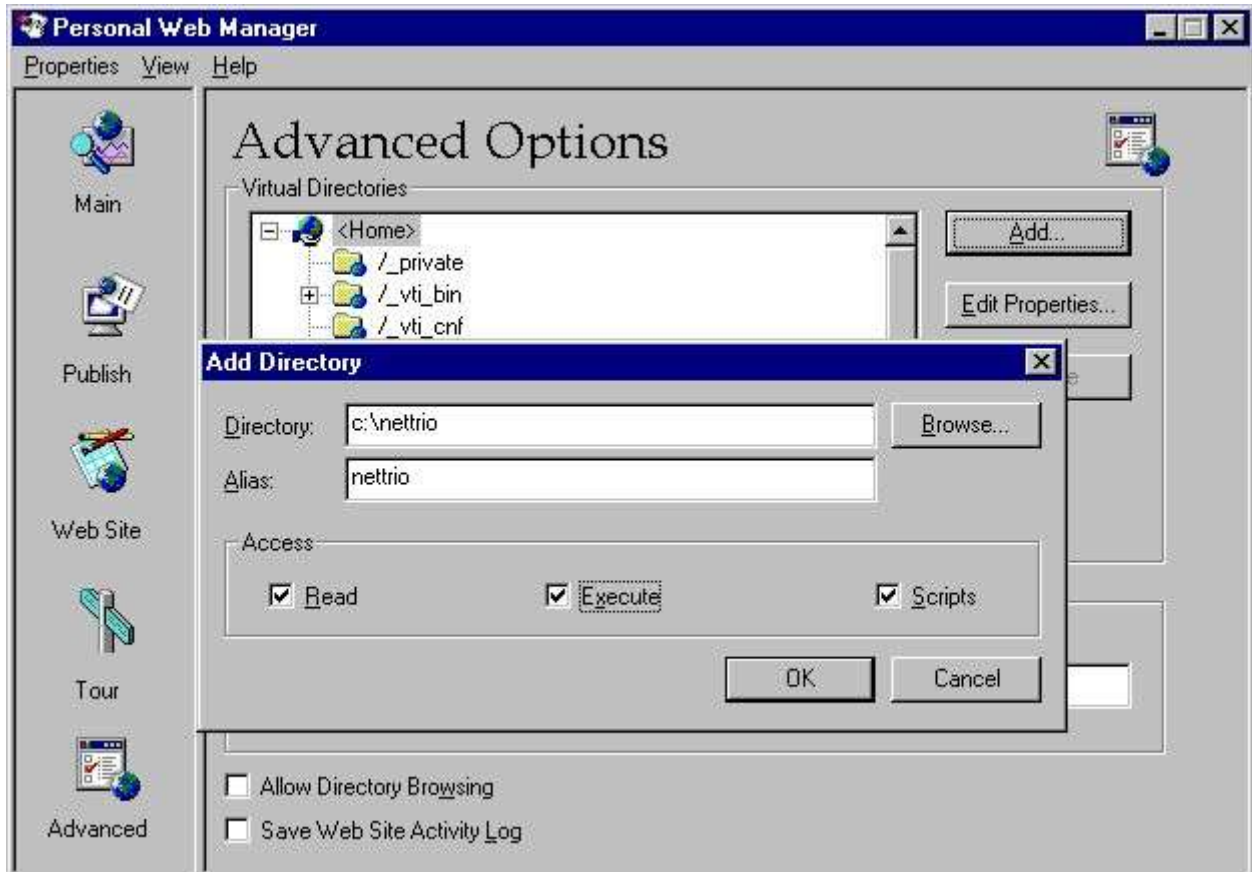 Personal Web Manager
Properties View Help
Main
Publish
Web Site
Tour
Advanced
Advanced Options
Virtual Directories
<Home>
/_private
/_vti_bin
/_vti_cnf
Add...
Edit Properties...
Add Directory
Directory: c:\nettrio Browse...
Alias: nettrio
Access
Read Execute Scripts
OK Cancel
Allow Directory Browsing
Save Web Site Activity Log